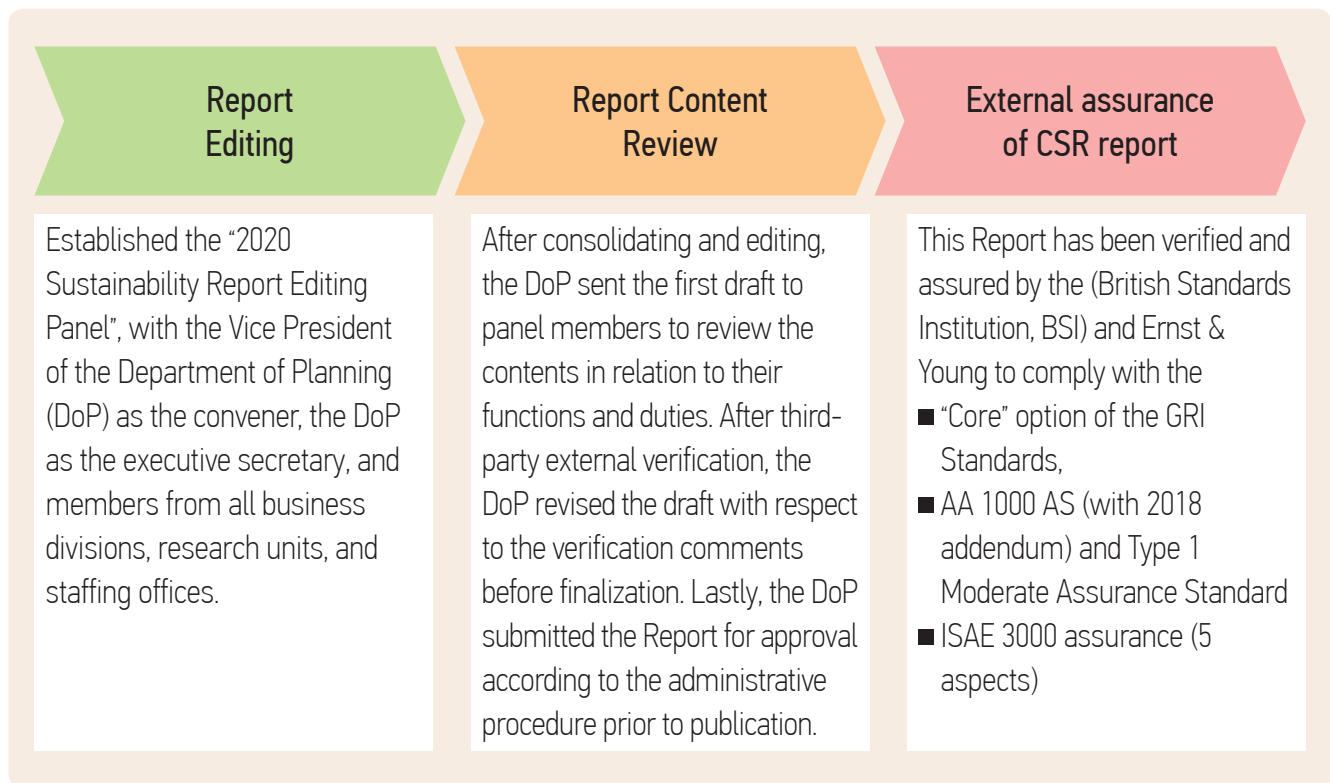 Report
Editing
Report Content
Review
External assurance
of CSR report
Established the “2020
Sustainability Report Editing
Panel”, with the Vice President
of the Department of Planning
(DoP) as the convener, the DoP
as the executive secretary, and
members from all business
divisions, research units, and
staffing offices.
After consolidating and editing,
the DoP sent the first draft to
panel members to review the
contents in relation to their
functions and duties. After third-
party external verification, the
DoP revised the draft with respect
to the verification comments
before finalization. Lastly, the DoP
submitted the Report for approval
according to the administrative
procedure prior to publication.
This Report has been verified and
assured by the (British Standards
Institution, BSI) and Ernst &
Young to comply with the
■ “Core” option of the GRI
Standards,
■ AA 1000 AS (with 2018
addendum) and Type 1
Moderate Assurance Standard
■ ISAE 3000 assurance (5
aspects)